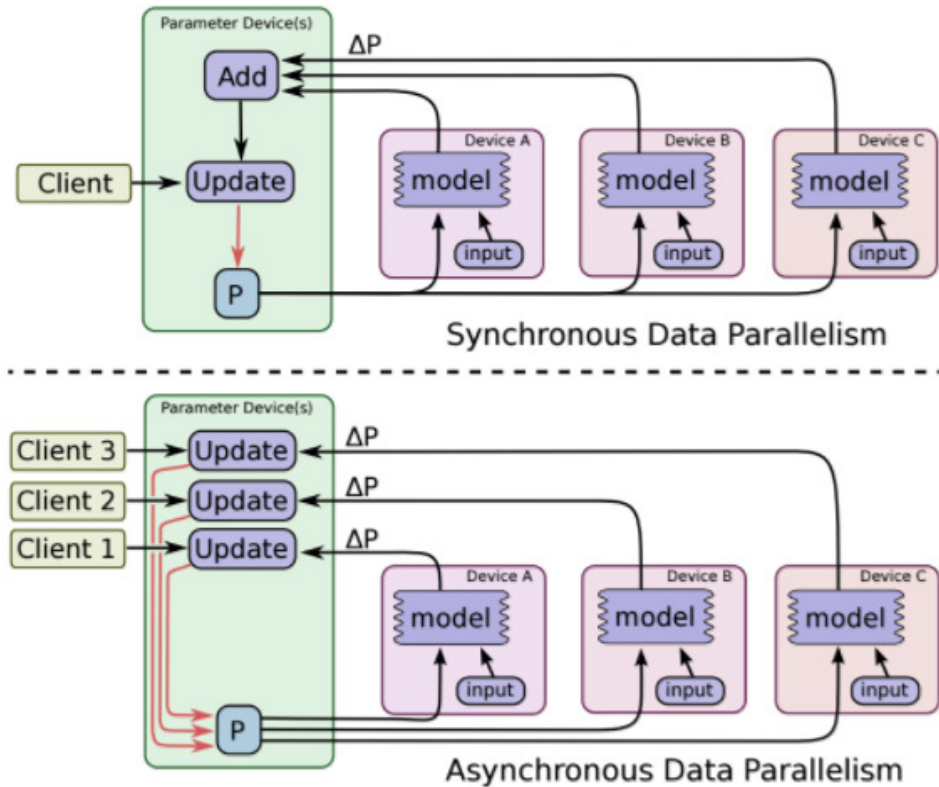 Parameter Device(s)
ΔP
Add
Device A
Device B
Device C
Client
Update
model
model
model
input
input
input
P
Synchronous Data Parallelism
Parameter Device(s)
Client 3
Update
ΔP
Client 2
Update
ΔP
Client 1
Update
ΔP
Device A
Device B
Device C
model
model
model
input
input
input
P
Asynchronous Data Parallelism